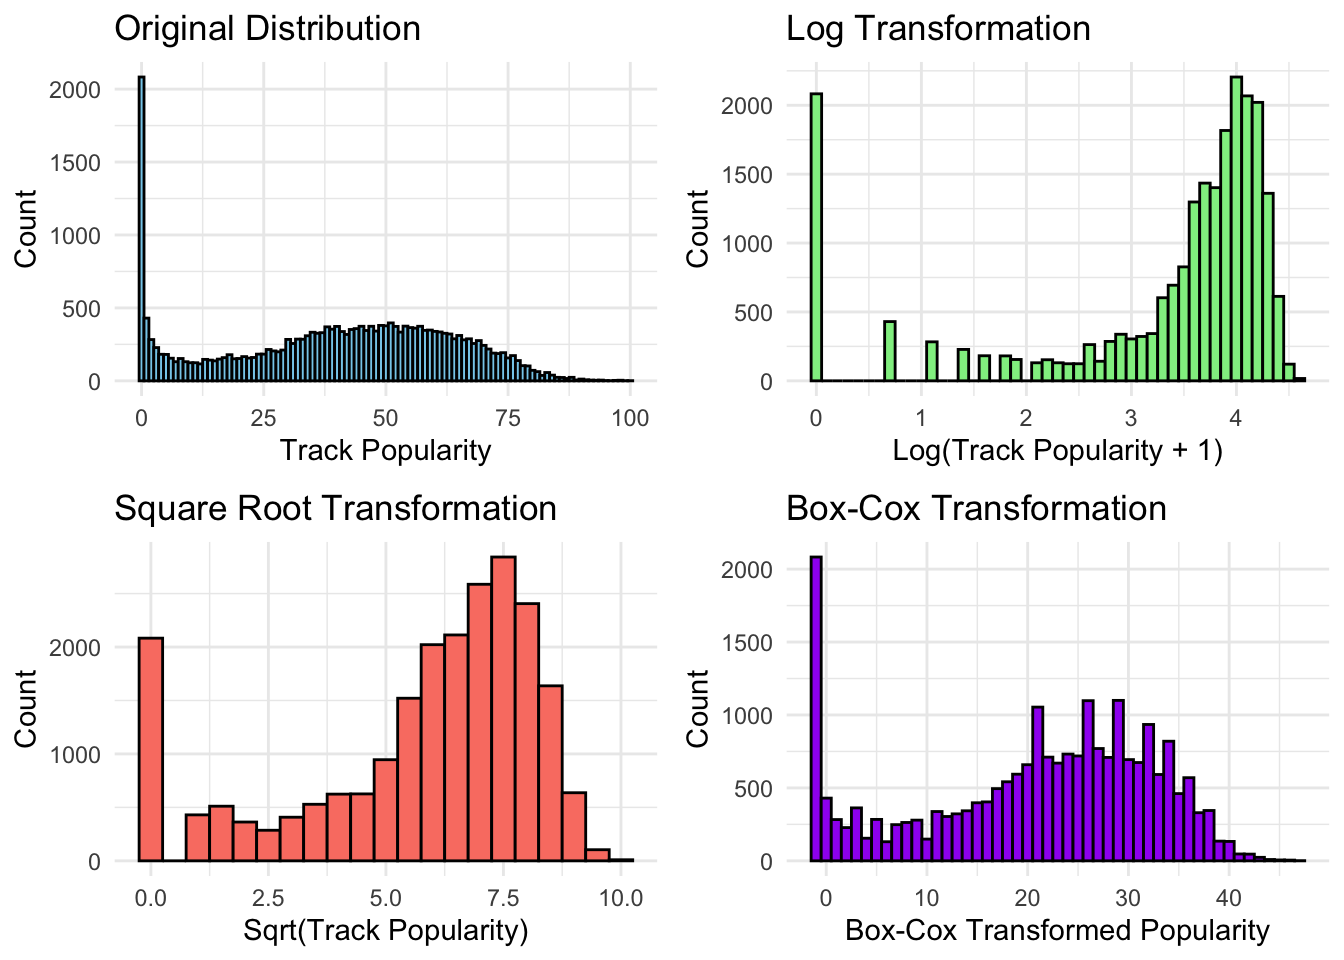 Original Distribution
2000
1500
1000
500
0
Count
0 25 50 75 100
Track Popularity
Log Transformation
2000
1500
1000
500
0
Count
0 1 2 3 4
Log(Track Popularity + 1)
Square Root Transformation
2000
1000
0
Count
0.0 2.5 5.0 7.5 10.0
Sqrt(Track Popularity)
Box-Cox Transformation
2000
1500
1000
500
0
Count
0 10 20 30 40
Box-Cox Transformed Popularity